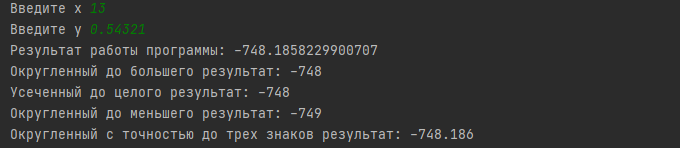 Введите x 13
Введите y 0.54321
Результат работы программы: -748.1858229900707
Округленный до большего результат: -748
Усеченный до целого результат: -748
Округленный до меньшего результат: -749
Округленный с точностью до трех знаков результат: -748.186